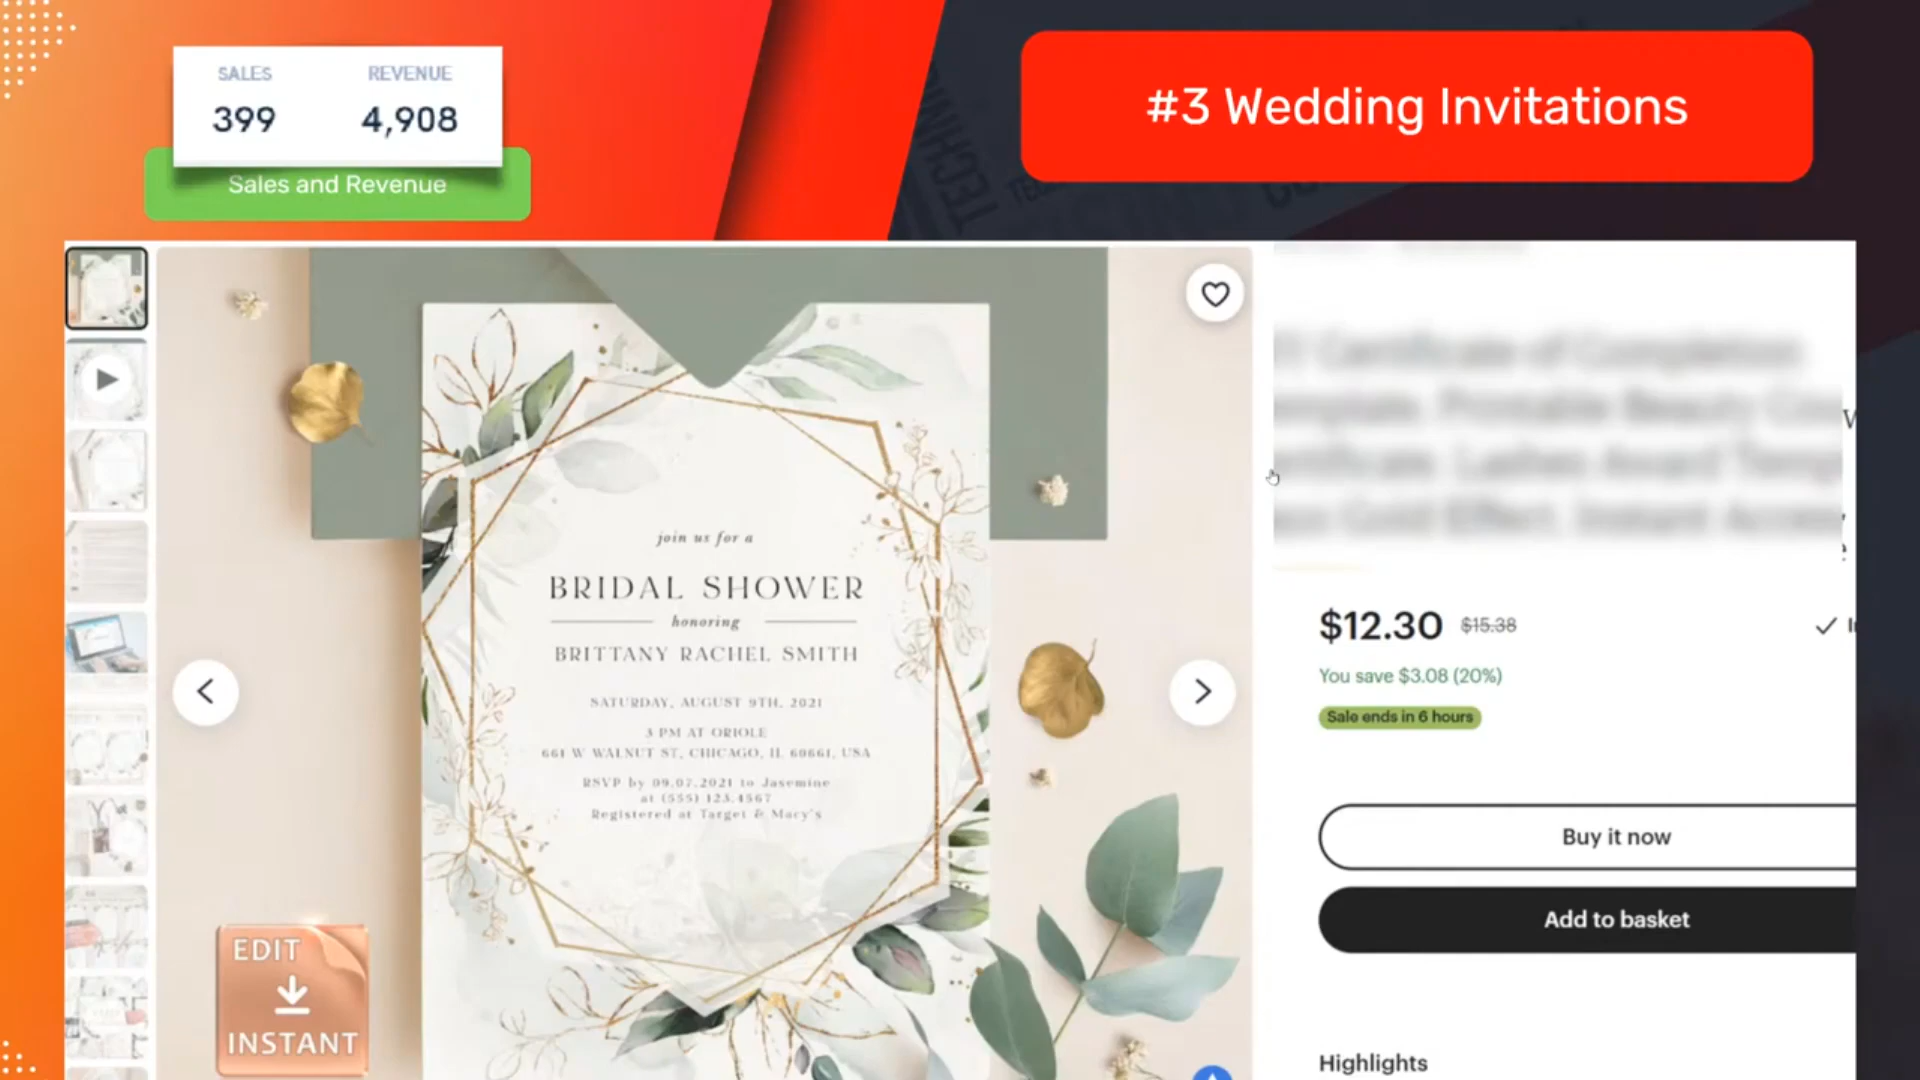 SALES REVENUE
399 4,908
Sales and Revenue
#3 Wedding Invitations
join us for a
BRIDAL SHOWER
honoring
BRITTANY RACHEL SMITH
SATURDAY, AUGUST 9TH, 2021
3 PM AT ORIOLE
661 W WALNUT ST, CHICAGO, IL 60661, USA
RSVP by 09.07.2021 to Jasemine
at (555) 123.4567
Registered at Target & Macy's
EDIT
INSTANT
$12.30 $15.38
You save $3.08 (20%)
Sale ends in 6 hours
Buy it now
Add to basket
Highlights